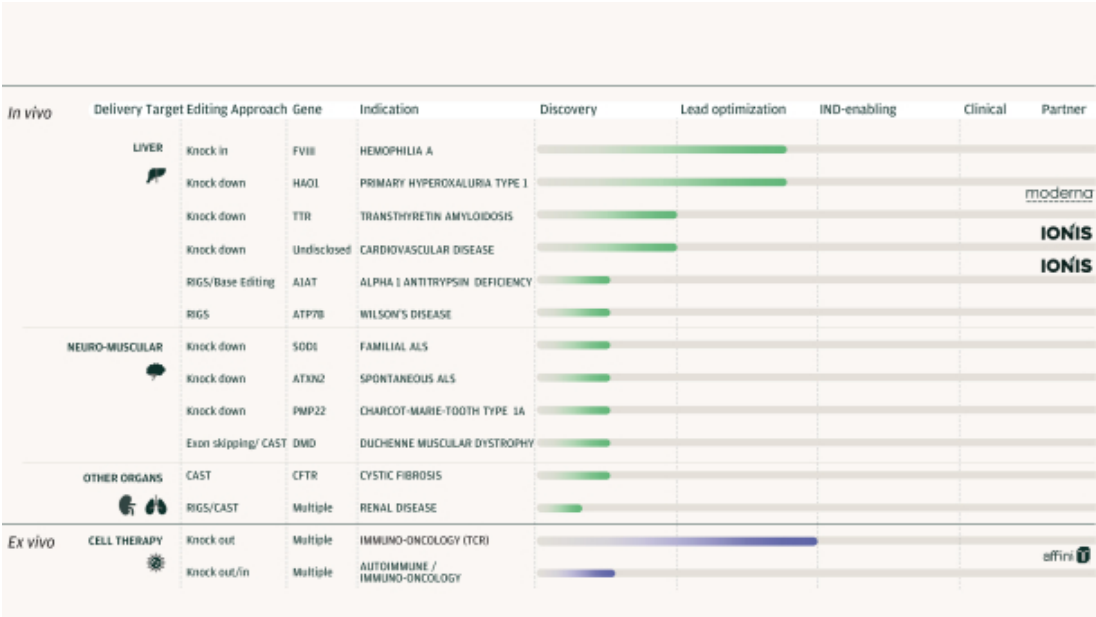 In vivo Delivery Target Editing Approach Gene Indication Discovery Lead optimization IND-enabling Clinical Partner
LIVER Knock in FVIII HEMOPHILIA A
Knock down HAO1 PRIMARY HYPEROXALURIA TYPE 1
moderna
Knock down TTR TRANSTHYRETIN AMYLOIDOSIS
IONIS
Knock down Undisclosed CARDIOVASCULAR DISEASE
IONIS
RIGS/Base Editing A1AT ALPHA 1 ANTITRYPSIN DEFICIENCY
RIGS ATP7B WILSON'S DISEASE
NEURO-MUSCULAR Knock down SOD1 FAMILIAL ALS
Knock down ATXN2 SPONTANEOUS ALS
Knock down PMP22 CHARCOT-MARIE-TOOTH TYPE 1A
Exon skipping/ CAST DMD DUCHENNE MUSCULAR DYSTROPHY
OTHER ORGANS CAST CFTR CYSTIC FIBROSIS
RIGS/CAST Multiple RENAL DISEASE
Ex vivo CELL THERAPY Knock out Multiple IMMUNO-ONCOLOGY (TCR)
affini
Knock out/in Multiple AUTOIMMUNE /
IMMUNO-ONCOLOGY